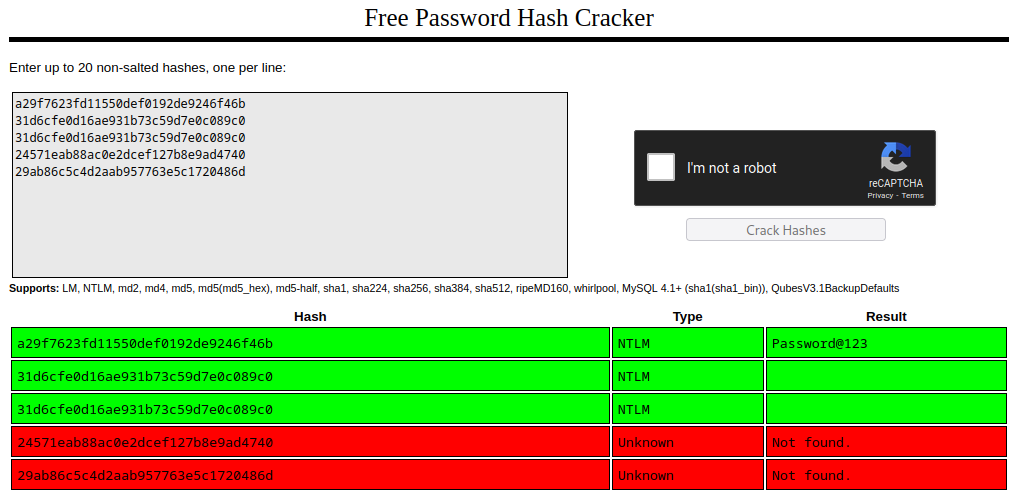 Free Password Hash Cracker
Enter up to 20 non-salted hashes, one per line:
a29f7623fd11550def0192de9246f46b
31d6cfe0d16ae931b73c59d7e0c089c0
31d6cfe0d16ae931b73c59d7e0c089c0
24571eab88ac0e2dcef127b8e9ad4740
29ab86c5c4d2aab957763e5c1720486d
I'm not a robot
reCAPTCHA
Privacy - Terms
Crack Hashes
Supports: LM, NTLM, md2, md4, md5, md5(md5_hex), md5-half, sha1, sha224, sha256, sha384, sha512, ripeMD160, whirlpool, MySQL 4.1+ (sha1(sha1_bin)), QubesV3.1BackupDefaults
Hash Type Result
a29f7623fd11550def0192de9246f46b NTLM Password@123
31d6cfe0d16ae931b73c59d7e0c089c0 NTLM
31d6cfe0d16ae931b73c59d7e0c089c0 NTLM
24571eab88ac0e2dcef127b8e9ad4740 Unknown Not found.
29ab86c5c4d2aab957763e5c1720486d Unknown Not found.